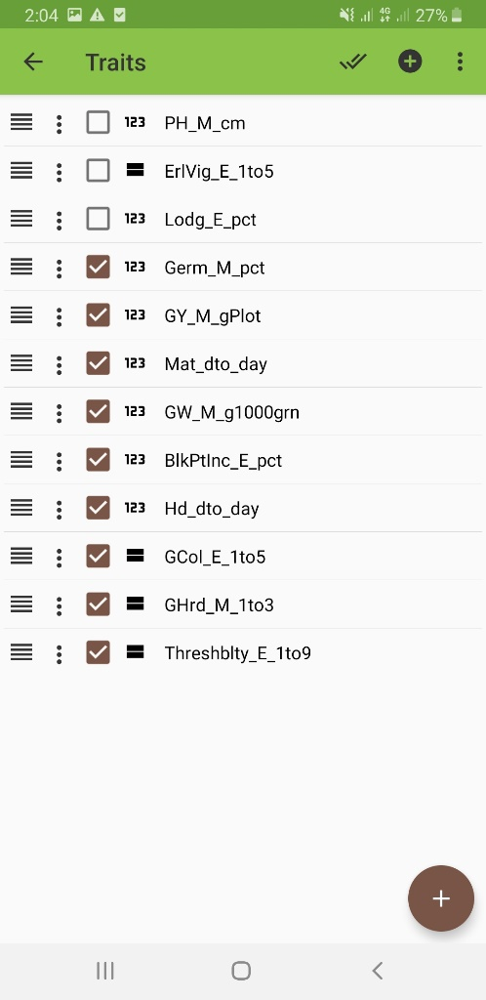 2:04 4G 27%
Traits
123 PH_M_cm
ErlVig_E_1to5
123 Lodg_E_pct
123 Germ_M_pct
123 GY_M_gPlot
123 Mat_dto_day
123 GW_M_g1000grn
123 BlkPtInc_E_pct
123 Hd_dto_day
GCol_E_1to5
GHrd_M_1to3
Threshblty_E_1to9